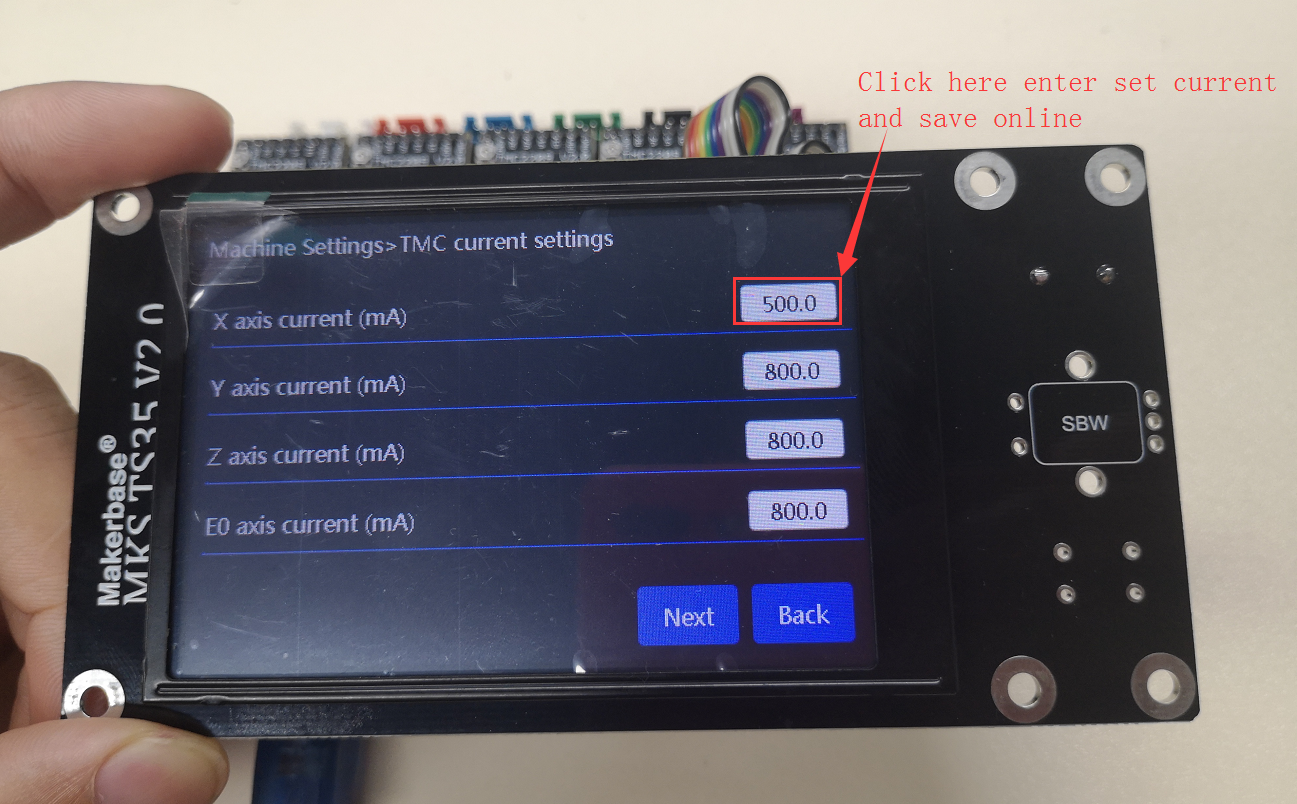 Click here enter set current
and save online
Machine Settings>TMC current settings
X axis current (mA)
500.0
Y axis current (mA)
800.0
Z axis current (mA)
800.0
E0 axis current (mA)
800.0
Next
Back
Makerbase®
MKS TS35 V2.0
SBW